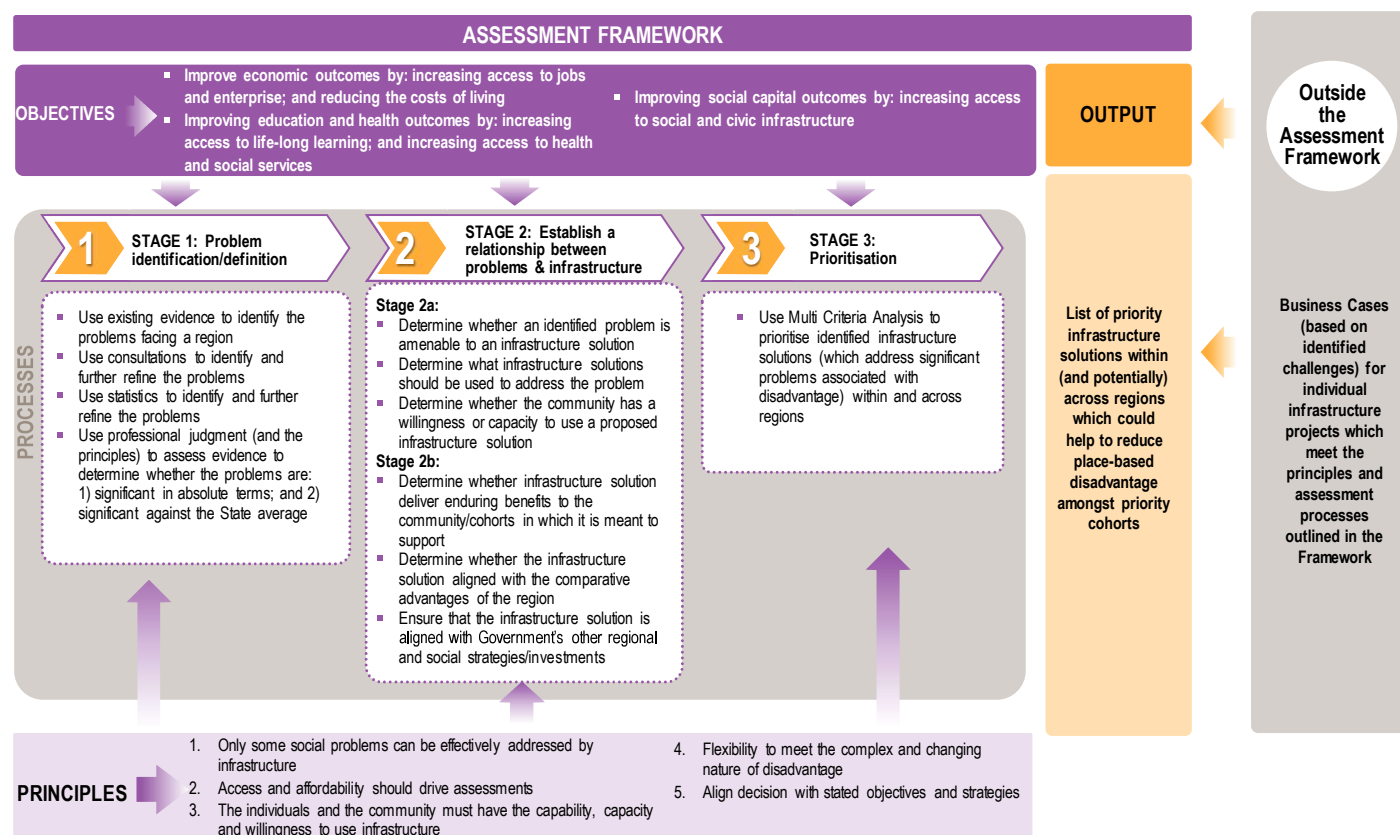 ASSESSMENT FRAMEWORK
OBJECTIVES
▪ Improve economic outcomes by: increasing access to jobs
and enterprise; and reducing the costs of living
▪ Improving education and health outcomes by: increasing
access to life-long learning; and increasing access to health
and social services
▪ Improving social capital outcomes by: increasing access
to social and civic infrastructure
OUTPUT
Outside
the
Assessment
Framework
PROCESSES
1
STAGE 1: Problem
identification/definition
▪ Use existing evidence to identify the
problems facing a region
▪ Use consultations to identify and
further refine the problems
▪ Use statistics to identify and further
refine the problems
▪ Use professional judgment (and the
principles) to assess evidence to
determine whether the problems are:
1) significant in absolute terms; and 2)
significant against the State average
2
STAGE 2: Establish a
relationship between
problems & infrastructure
Stage 2a:
▪ Determine whether an identified problem is
amenable to an infrastructure solution
▪ Determine what infrastructure solutions
should be used to address the problem
▪ Determine whether the community has a
willingness or capacity to use a proposed
infrastructure solution
Stage 2b:
▪ Determine whether infrastructure solution
deliver enduring benefits to the
community/cohorts in which it is meant to
support
▪ Determine whether the infrastructure
solution aligned with the comparative
advantages of the region
▪ Ensure that the infrastructure solution is
aligned with Government's other regional
and social strategies/investments
3
STAGE 3:
Prioritisation
▪ Use Multi Criteria Analysis to
prioritise identified infrastructure
solutions (which address significant
problems associated with
disadvantage) within and across
regions
List of priority
infrastructure
solutions within
(and potentially)
across regions
which could
help to reduce
place-based
disadvantage
amongst priority
cohorts
Business Cases
(based on
identified
challenges) for
individual
infrastructure
projects which
meet the
principles and
assessment
processes
outlined in the
Framework
PRINCIPLES
1. Only some social problems can be effectively addressed by
infrastructure
2. Access and affordability should drive assessments
3. The individuals and the community must have the capability, capacity
and willingness to use infrastructure
4. Flexibility to meet the complex and changing
nature of disadvantage
5. Align decision with stated objectives and strategies